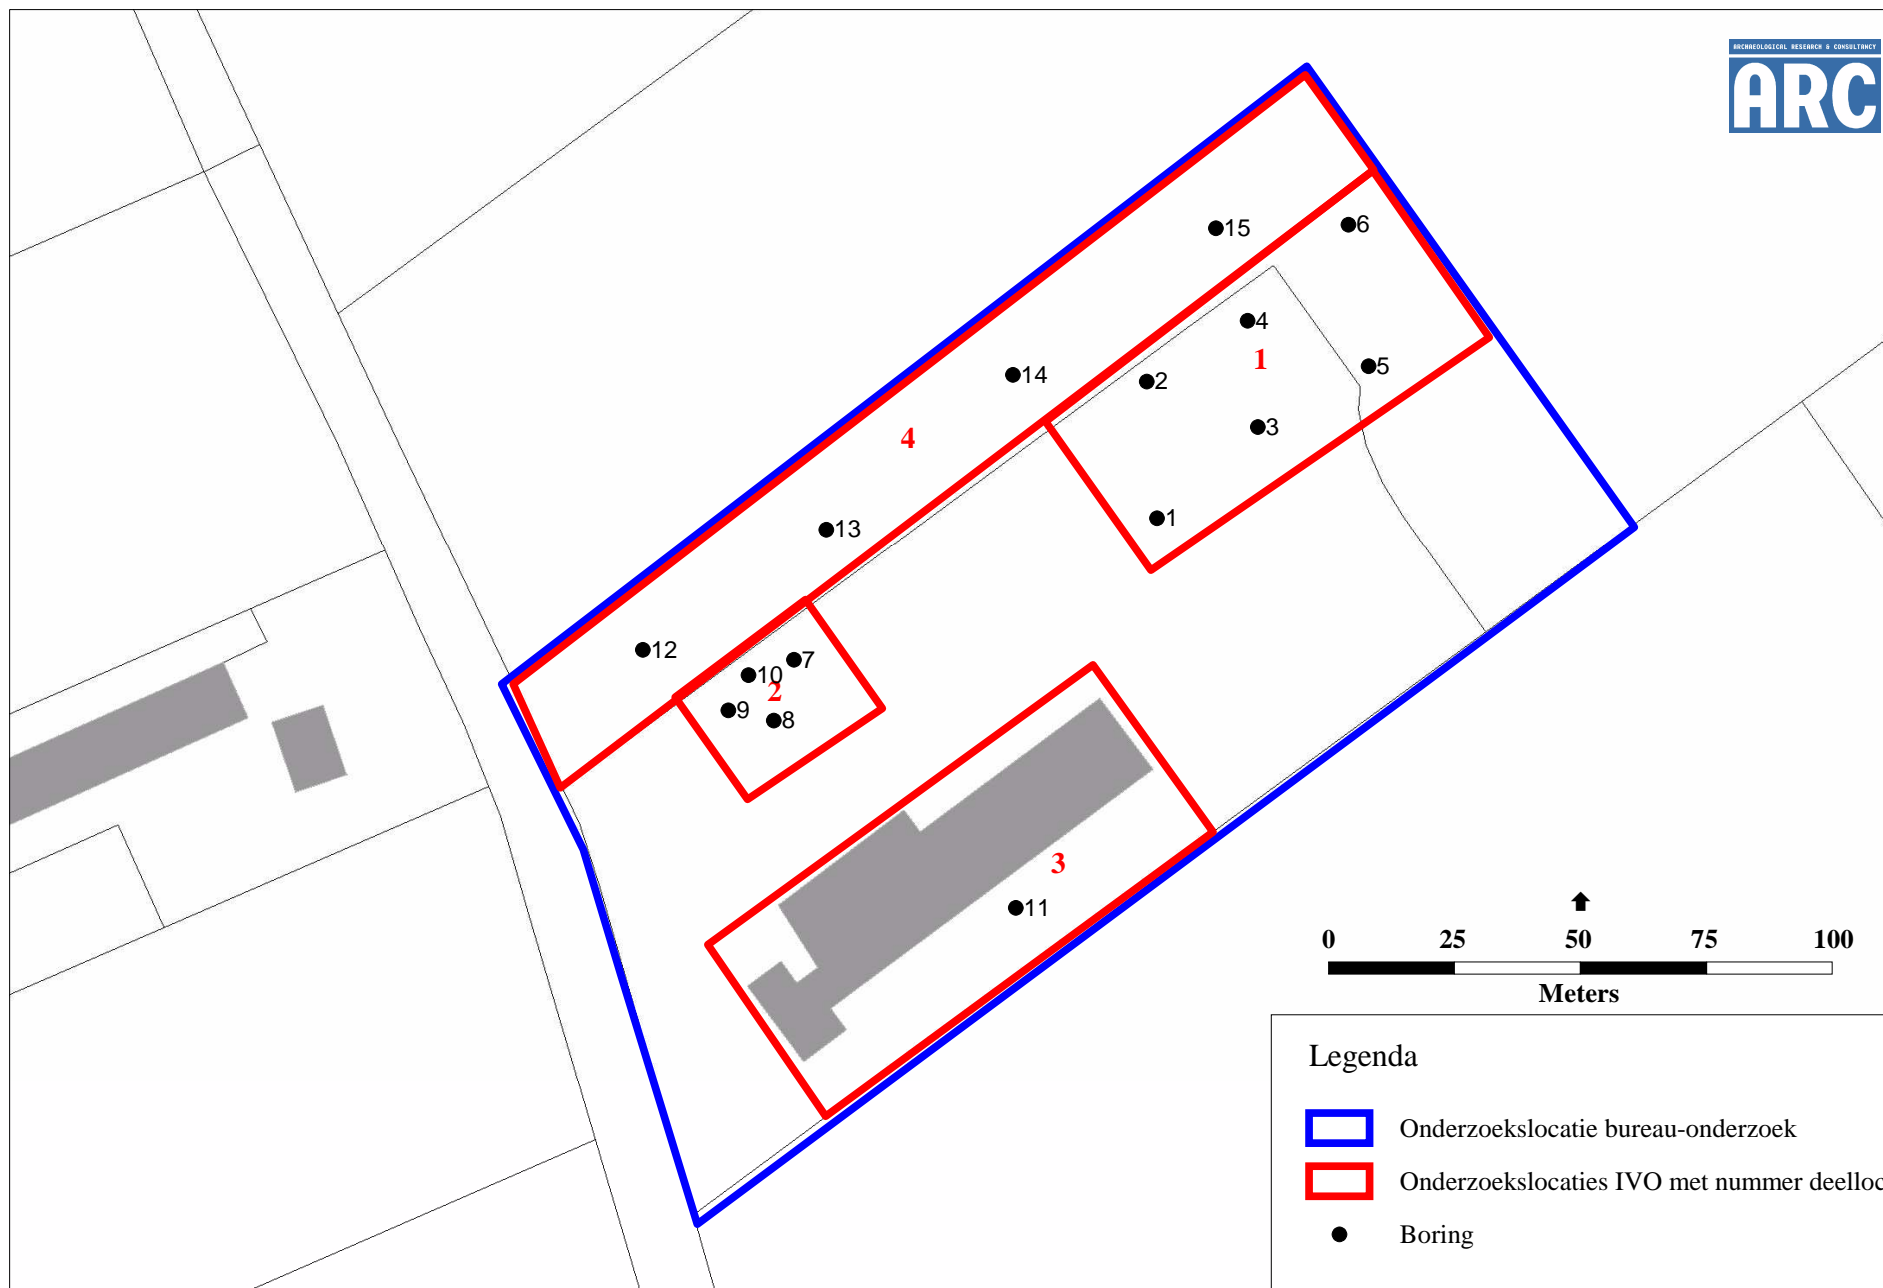 ARCHAEOLOGICAL RESEARCH & CONSULTANCY
ARC
15
6
4
1
5
14
2
3
4
1
13
12
7
10
2
9
8
3
11
0 25 50 75 100
Meters
Legenda
Onderzoekslocatie bureau-onderzoek
Onderzoekslocaties IVO met nummer deelloc
Boring